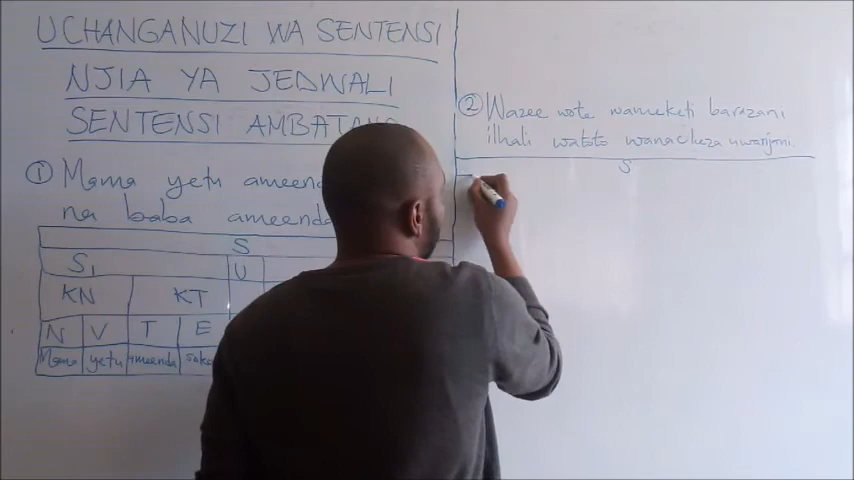 UCHANGANUZI WA SENTENSI
NJIA YA JEDWALI
SENTENSI AMBATANO
① Mama yetu ameenda
na baba ameenda
S
S1 U
KN KT
N V T E
Mama yetu ameenda
② Wazee wote wameketi barazani
ilhali watoto wanacheza uwanjani.
S